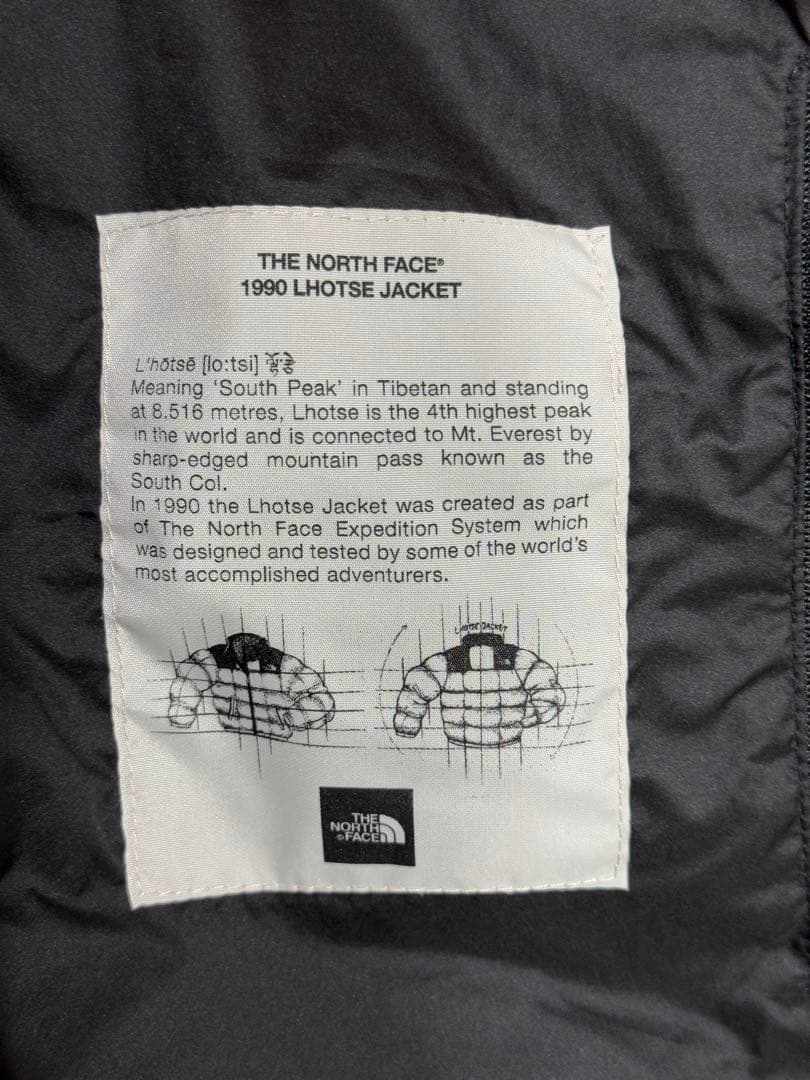 THE NORTH FACE®
1990 LHOTSE JACKET
L'hōtsē [lo:tsi]
Meaning ‘South Peak’ in Tibetan and standing
at 8.516 metres, Lhotse is the 4th highest peak
in the world and is connected to Mt. Everest by
sharp-edged mountain pass known as the
South Col.
In 1990 the Lhotse Jacket was created as part
of The North Face Expedition System which
was designed and tested by some of the world's
most accomplished adventurers.
LHOTSE JACKET
THE
NORTH
®FACE